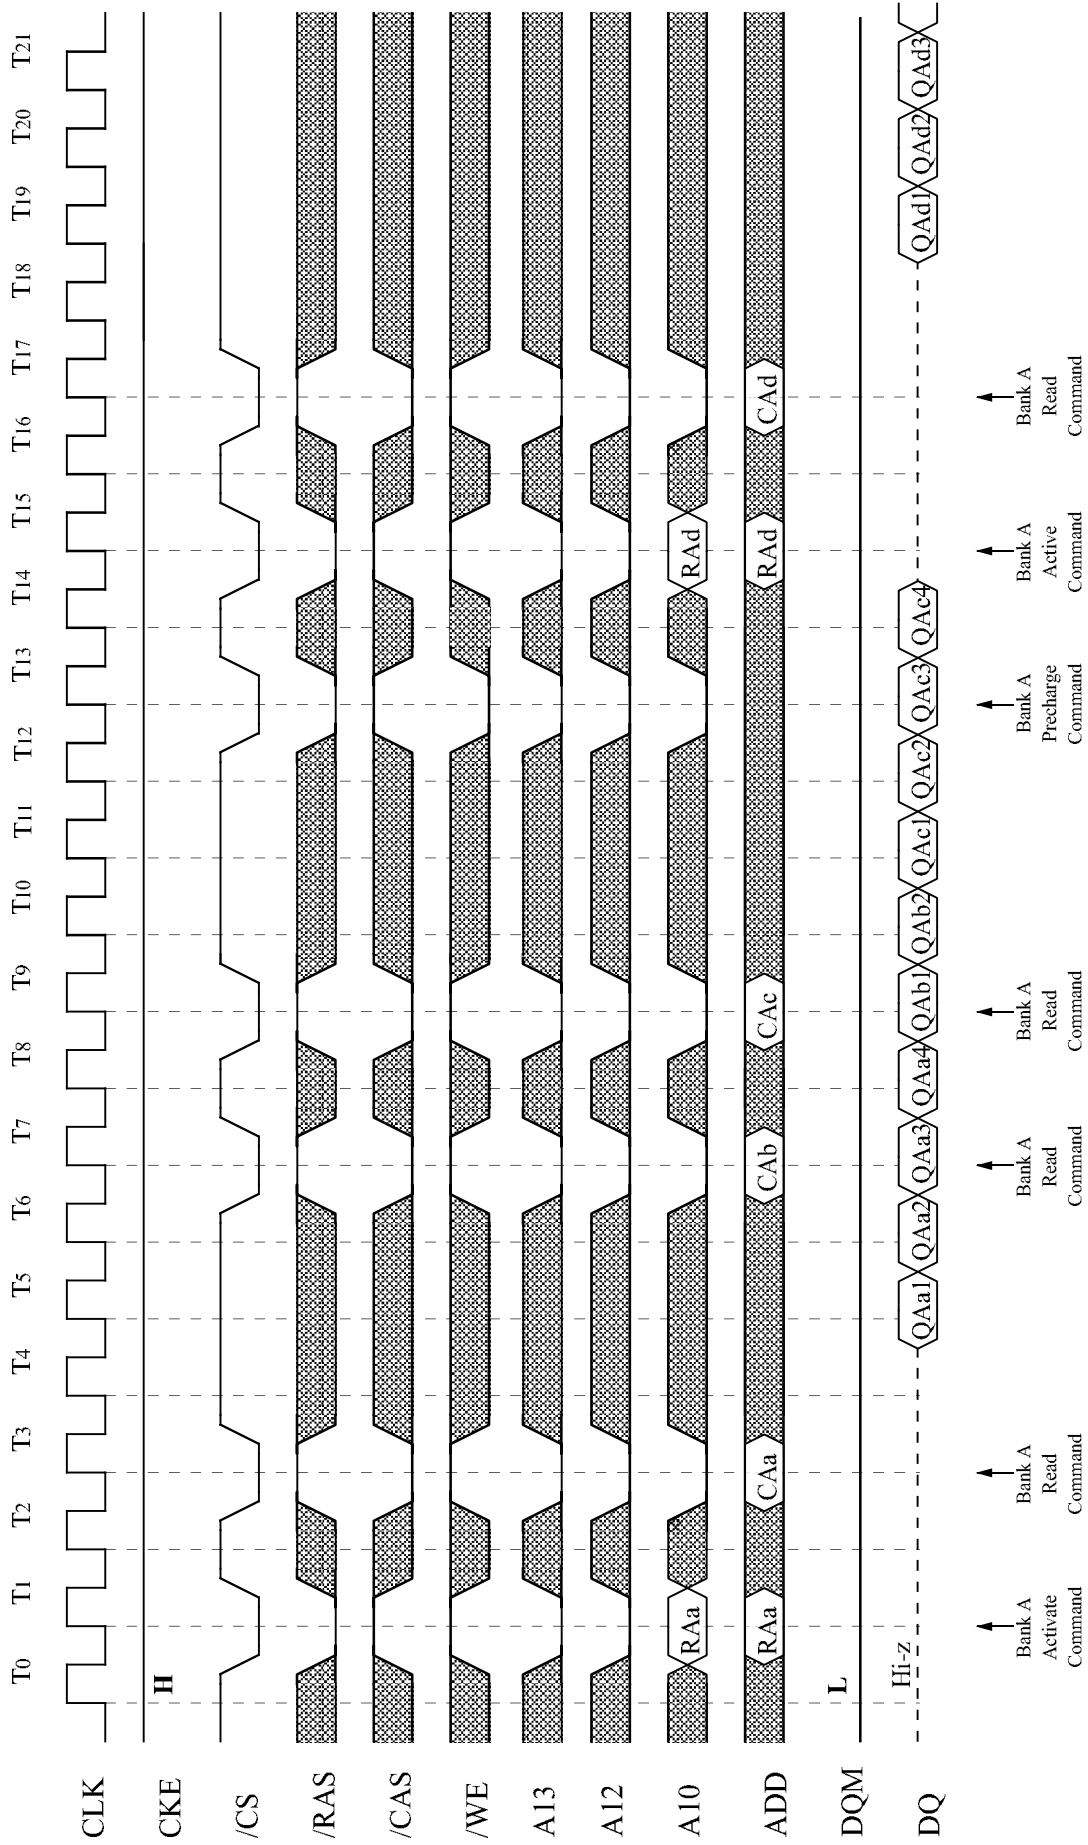 T0 T1 T2 T3 T4 T5 T6 T7 T8 T9 T10 T11 T12 T13 T14 T15 T16 T17 T18 T19 T20 T21
CLK
CKE H
/CS
/RAS
/CAS
/WE
A13
A12
A10 RAa RAd
ADD RAa CAa CAb CAc RAd CAd
DQM L
DQ Hi-z QAa1 QAa2 QAa3 QAa4 QAb1 QAb2 QAc1 QAc2 QAc3 QAc4 QAd1 QAd2 QAd3
Bank A
Activate
Command
Bank A
Read
Command
Bank A
Read
Command
Bank A
Read
Command
Bank A
Precharge
Command
Bank A
Active
Command
Bank A
Read
Command